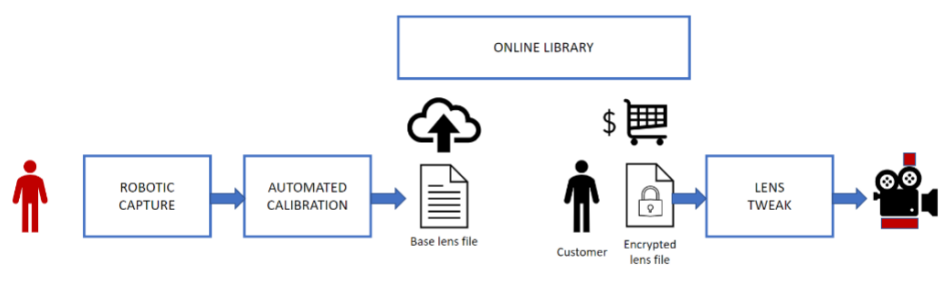 ONLINE LIBRARY
$
ROBOTIC
CAPTURE
AUTOMATED
CALIBRATION
Base lens file
Customer
Encrypted
lens file
LENS
TWEAK